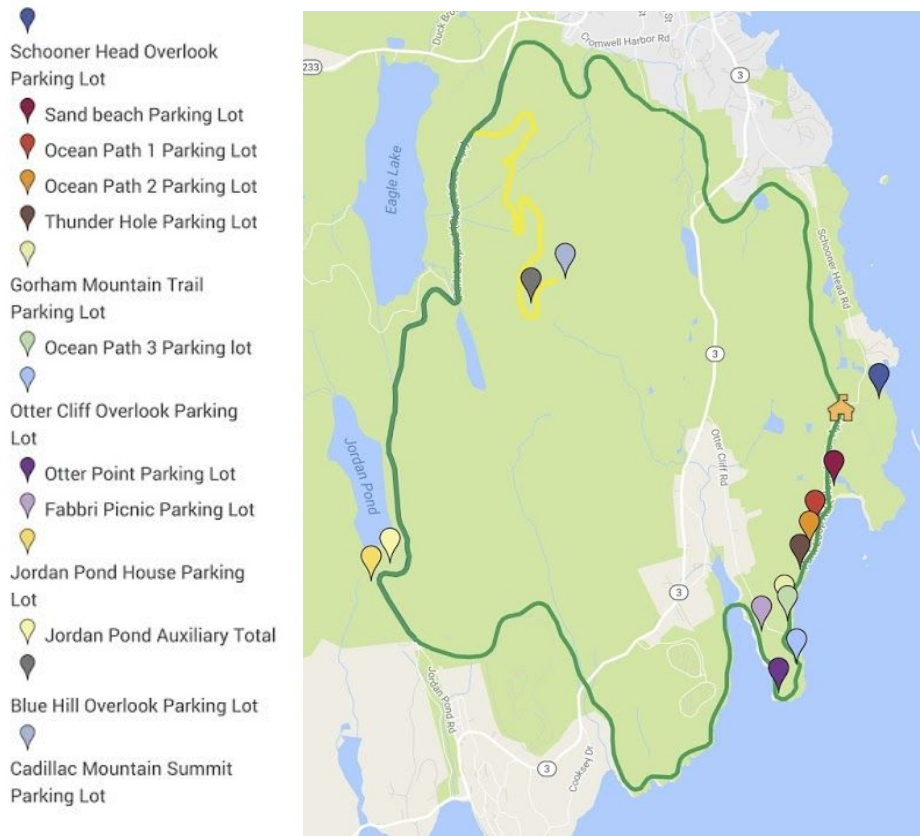 Schooner Head Overlook
Parking Lot
Sand beach Parking Lot
Ocean Path 1 Parking Lot
Ocean Path 2 Parking Lot
Thunder Hole Parking Lot
Gorham Mountain Trail
Parking Lot
Ocean Path 3 Parking lot
Otter Cliff Overlook Parking
Lot
Otter Point Parking Lot
Fabbri Picnic Parking Lot
Jordan Pond House Parking
Lot
Jordan Pond Auxiliary Total
Blue Hill Overlook Parking Lot
Cadillac Mountain Summit
Parking Lot
Duck Bro
Cromwell Harbor Rd
St
233
3
Eagle Lake
Schooner Head Rd
3
Otter Cliff Rd
Jordan Pond
3
Jordan Pond Rd
Cooksey Dr
3